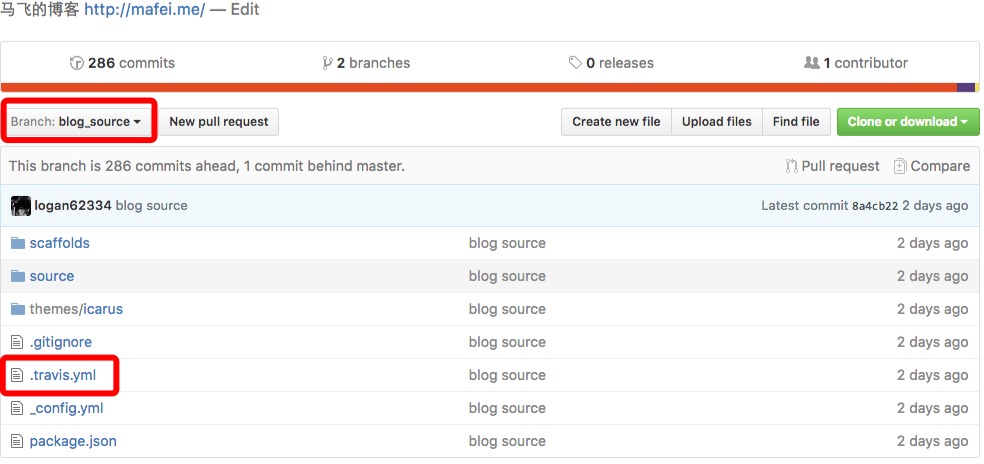 马飞的博客 http://mafei.me/ — Edit
286 commits 2 branches 0 releases 1 contributor
Branch: blog_source New pull request Create new file Upload files Find file Clone or download
This branch is 286 commits ahead, 1 commit behind master. Pull request Compare
logan62334 blog source Latest commit 8a4cb22 2 days ago
scaffolds blog source 2 days ago
source blog source 2 days ago
themes/icarus blog source 2 days ago
.gitignore blog source 2 days ago
.travis.yml blog source 2 days ago
_config.yml blog source 2 days ago
package.json blog source 2 days ago